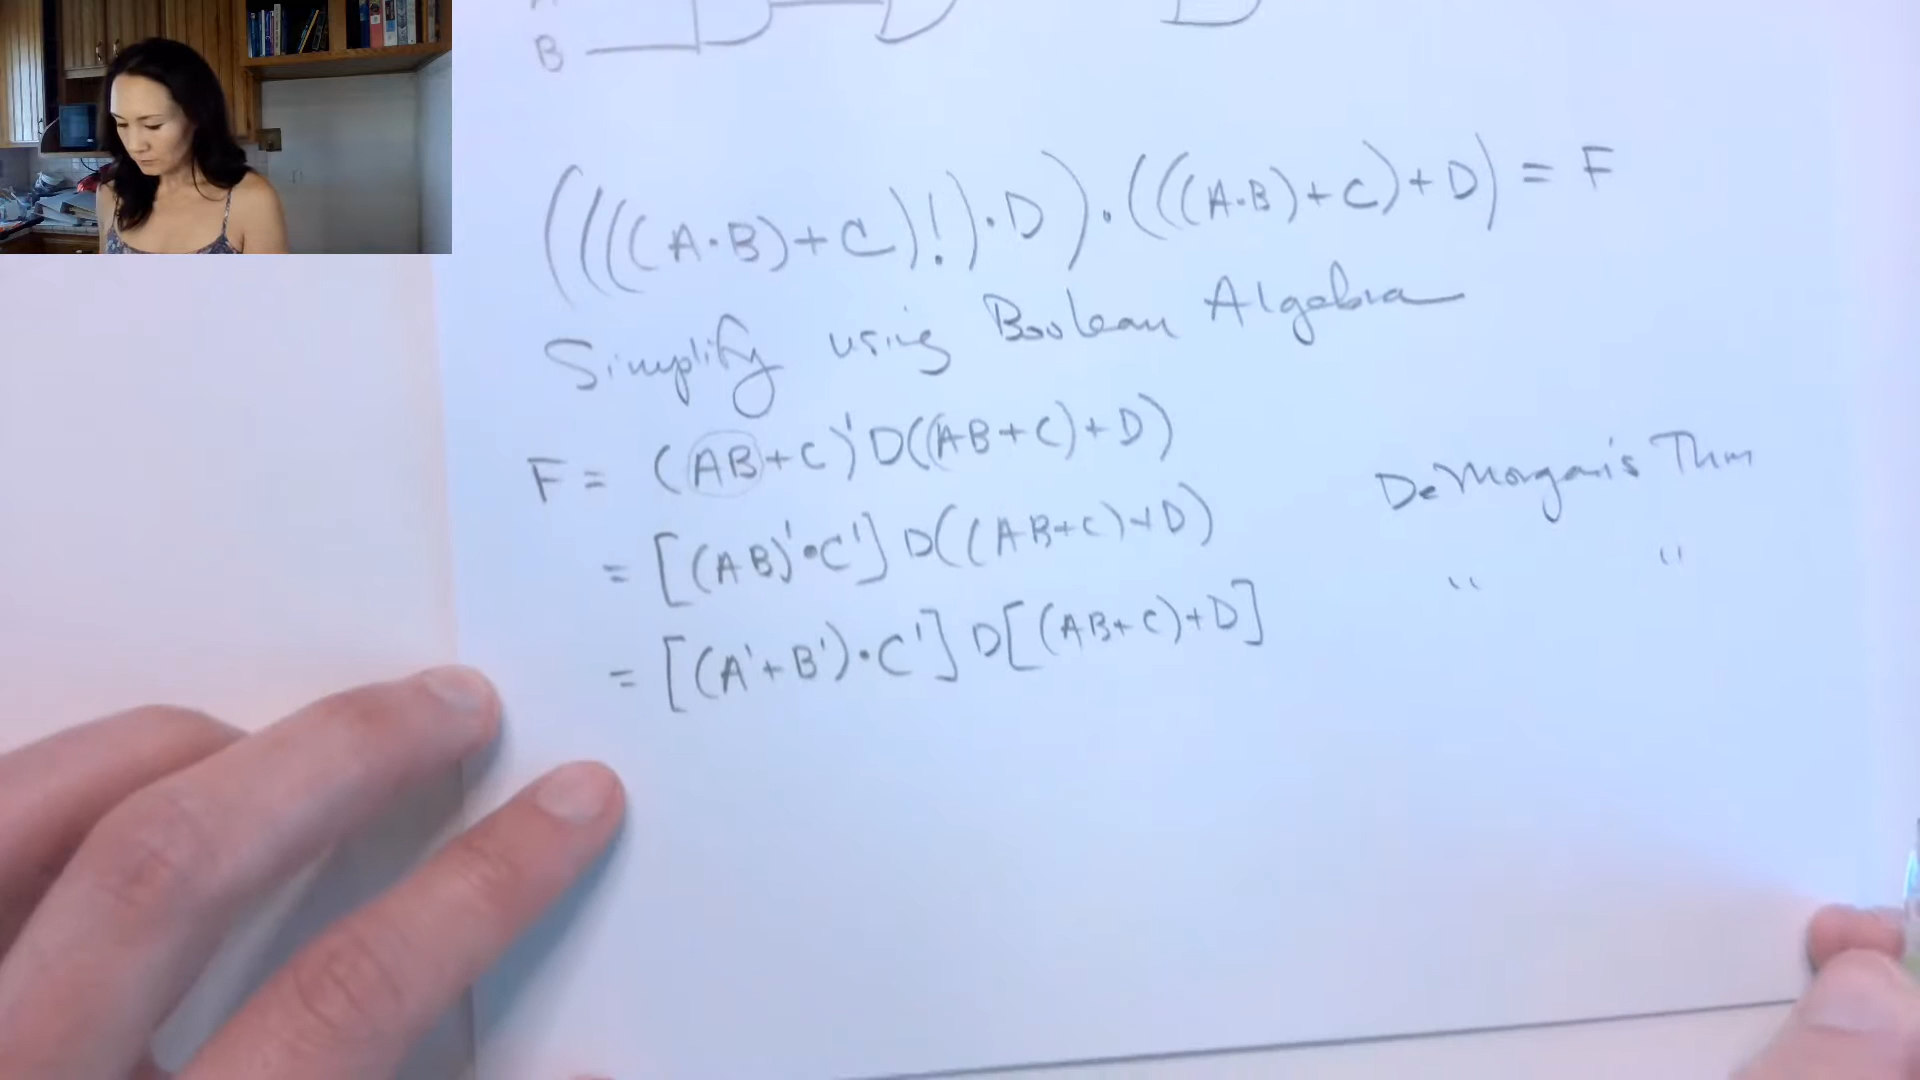 B
((((A·B)+C)!)·D)·(((A·B)+C)+D) = F
Simplify using Boolean Algebra
F = (AB+C)'D((AB+C)+D)
= [(AB)'·C'] D((AB+C)+D) DeMorgan's Thm
= [(A'+B')·C'] D[(AB+C)+D] " "